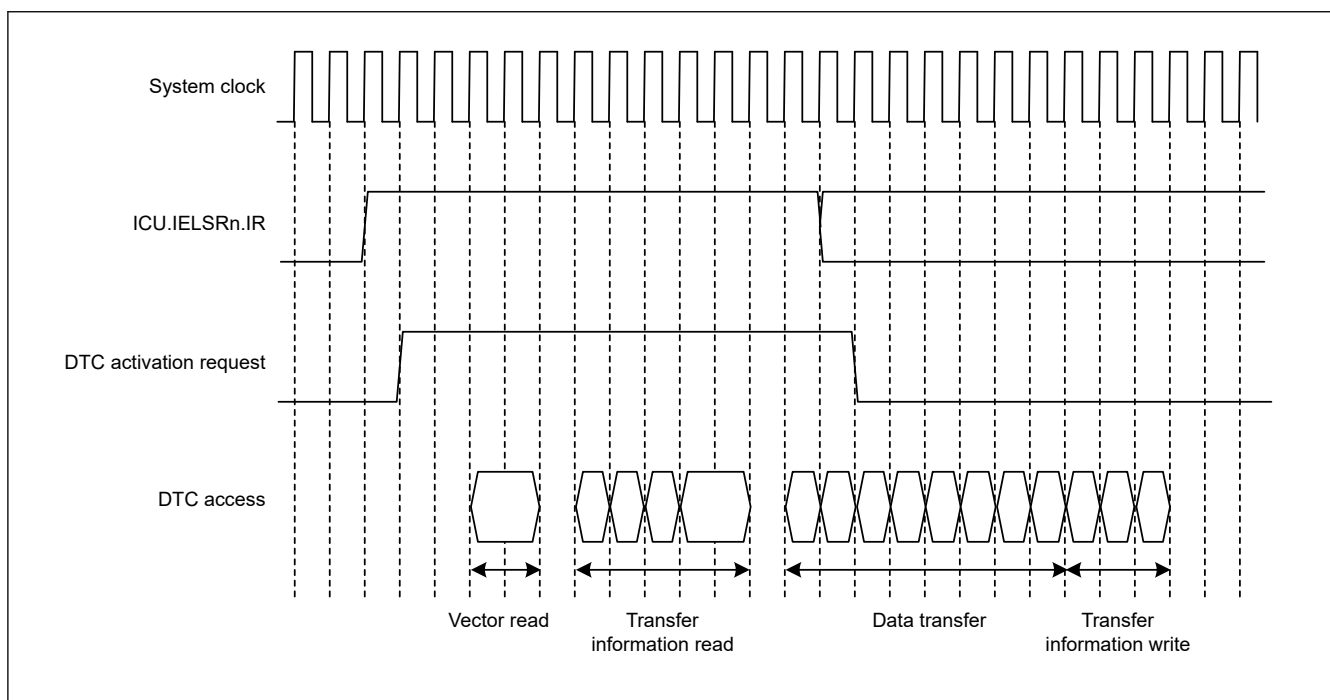 System clock
ICU.IELSRn.IR
DTC activation request
DTC access
Vector read
Transfer
information read
Data transfer
Transfer
information write